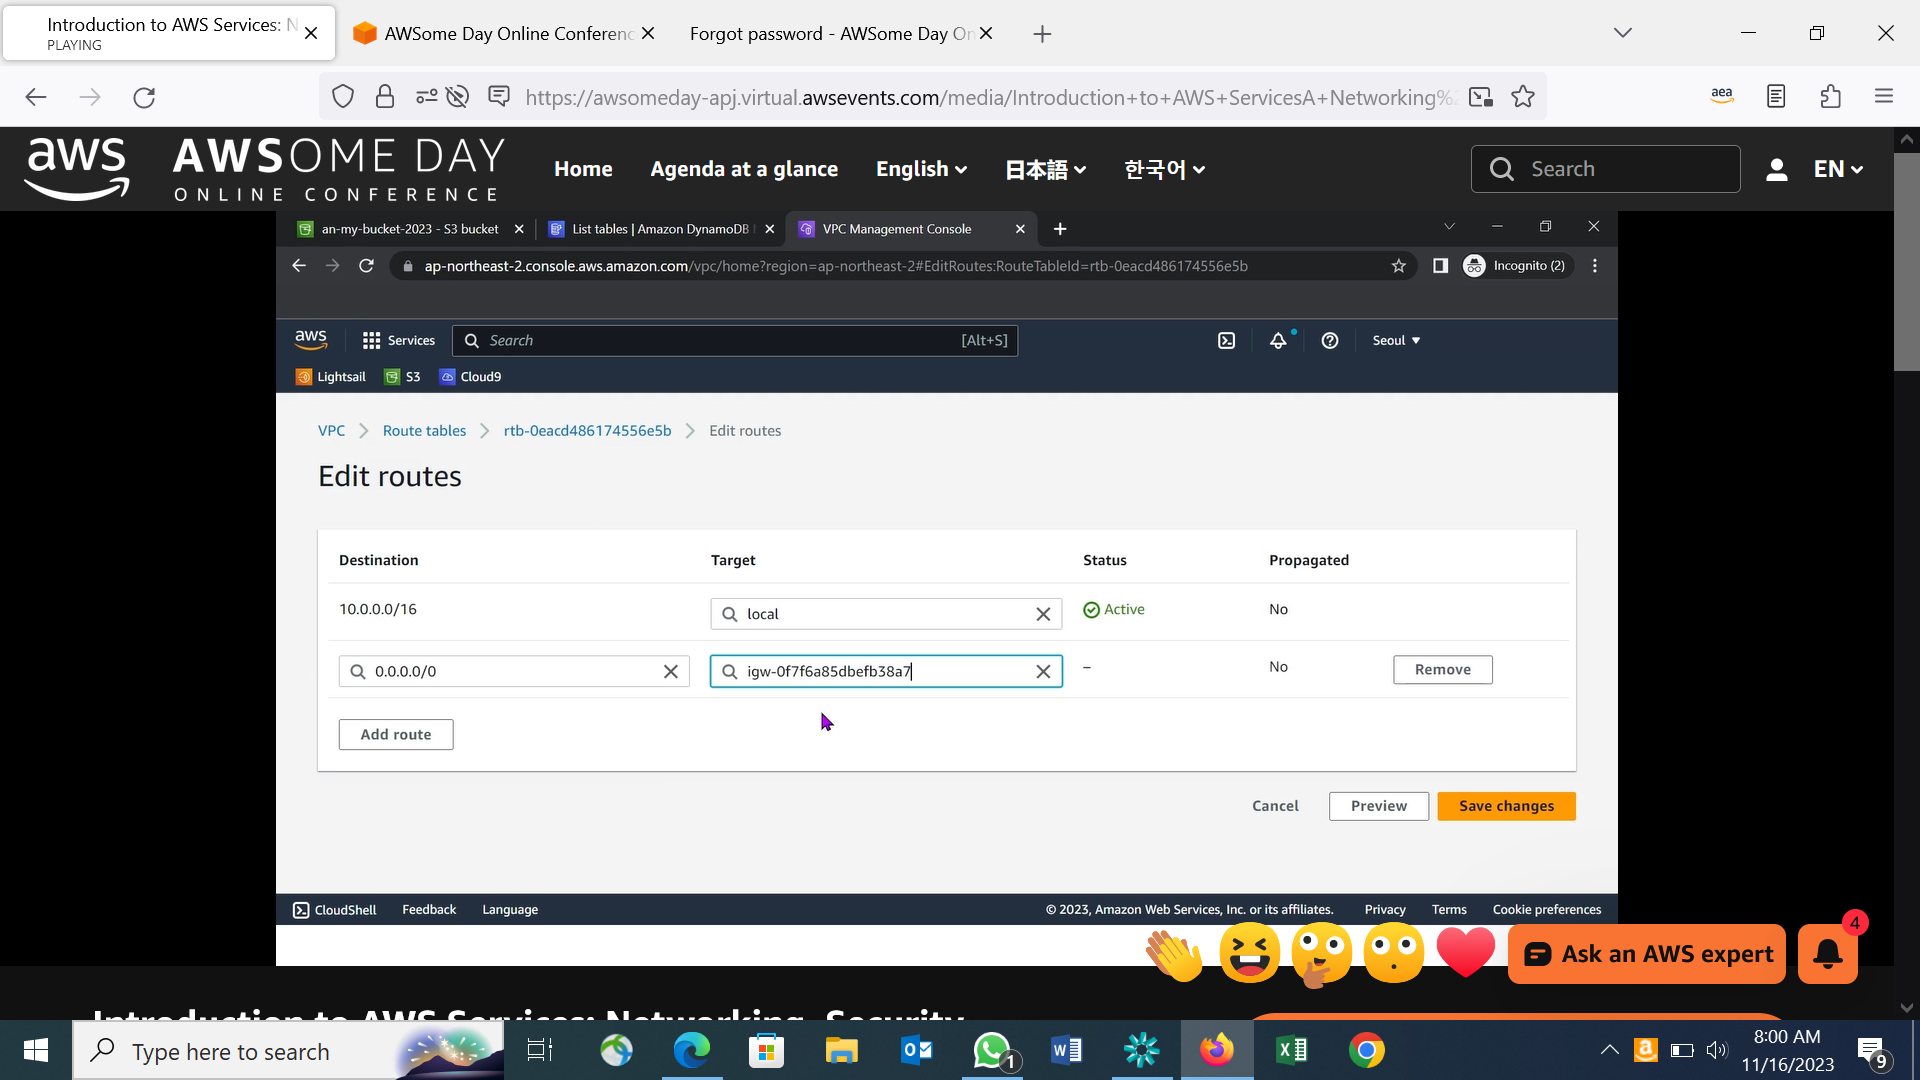 Introduction to AWS Services: N
PLAYING
AWSome Day Online Conferenc
Forgot password - AWSome Day On
https://awsomeday-apj.virtual.awsevents.com/media/Introduction+to+AWS+ServicesA+Networking%2
aea
aws
AWSOME DAY
ONLINE CONFERENCE
Home
Agenda at a glance
English
日本語
한국어
Search
EN
an-my-bucket-2023 - S3 bucket
List tables | Amazon DynamoDB
VPC Management Console
ap-northeast-2.console.aws.amazon.com/vpc/home?region=ap-northeast-2#EditRoutes:RouteTableId=rtb-0eacd486174556e5b
Incognito (2)
aws
Services
Search
[Alt+S]
Seoul
Lightsail
S3
Cloud9
VPC
Route tables
rtb-0eacd486174556e5b
Edit routes
Edit routes
Destination
Target
Status
Propagated
10.0.0.0/16
local
Active
No
0.0.0.0/0
igw-0f7f6a85dbefb38a7
–
No
Remove
Add route
Cancel
Preview
Save changes
CloudShell
Feedback
Language
© 2023, Amazon Web Services, Inc. or its affiliates.
Privacy
Terms
Cookie preferences
Ask an AWS expert
4
Introduction to AWS Services: Networking, Security
Type here to search
1
8:00 AM
11/16/2023
9